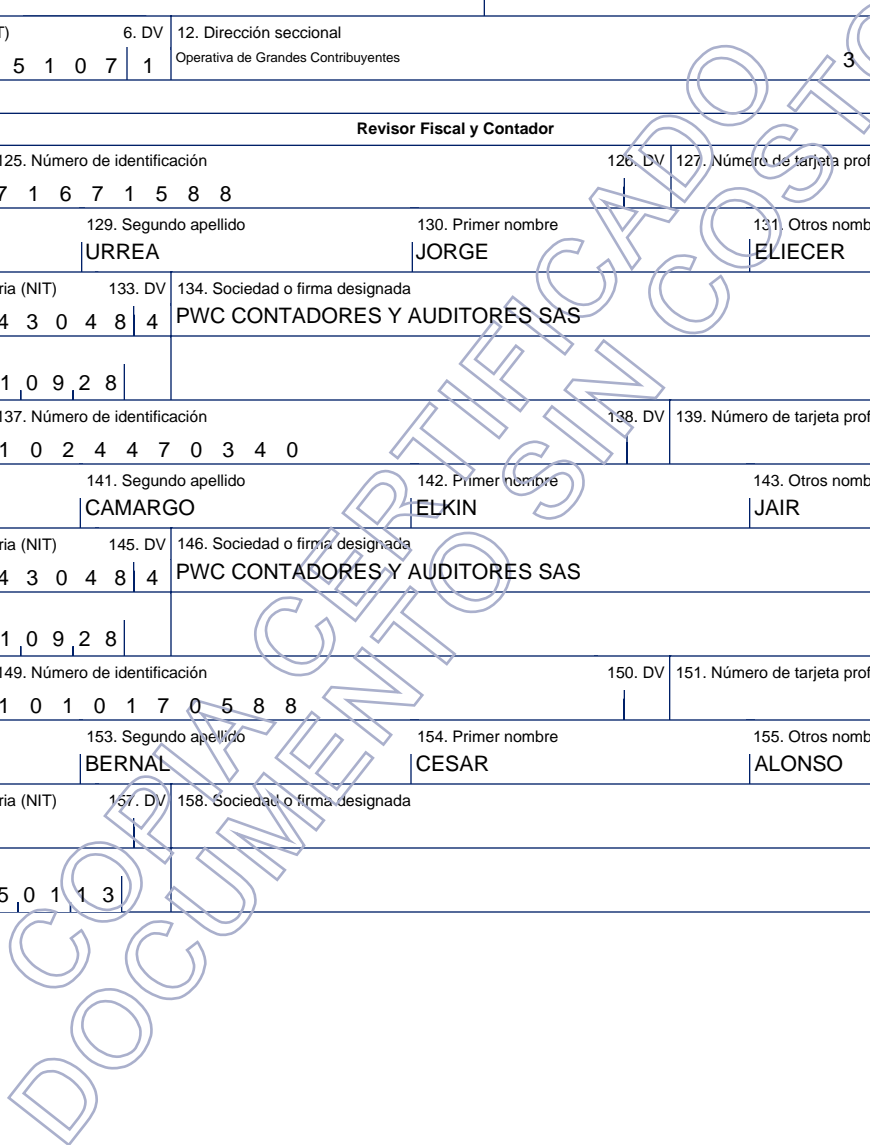 T) 6. DV 12. Dirección seccional
5 1 0 7 1 Operativa de Grandes Contribuyentes 3
Revisor Fiscal y Contador
125. Número de identificación 126. DV 127. Número de tarjeta prof
7 1 6 7 1 5 8 8
129. Segundo apellido 130. Primer nombre 131. Otros nomb
URREA JORGE ELIECER
ria (NIT) 133. DV 134. Sociedad o firma designada
4 3 0 4 8 4 PWC CONTADORES Y AUDITORES SAS
1 0 9 2 8
137. Número de identificación 138. DV 139. Número de tarjeta prof
1 0 2 4 4 7 0 3 4 0
141. Segundo apellido 142. Primer nombre 143. Otros nomb
CAMARGO ELKIN JAIR
ria (NIT) 145. DV 146. Sociedad o firma designada
4 3 0 4 8 4 PWC CONTADORES Y AUDITORES SAS
1 0 9 2 8
149. Número de identificación 150. DV 151. Número de tarjeta prof
1 0 1 0 1 7 0 5 8 8
153. Segundo apellido 154. Primer nombre 155. Otros nomb
BERNAL CESAR ALONSO
ria (NIT) 157. DV 158. Sociedad o firma designada
5 0 1 1 3
COPIA CERTIFICADO
DOCUMENTO SIN COSTO